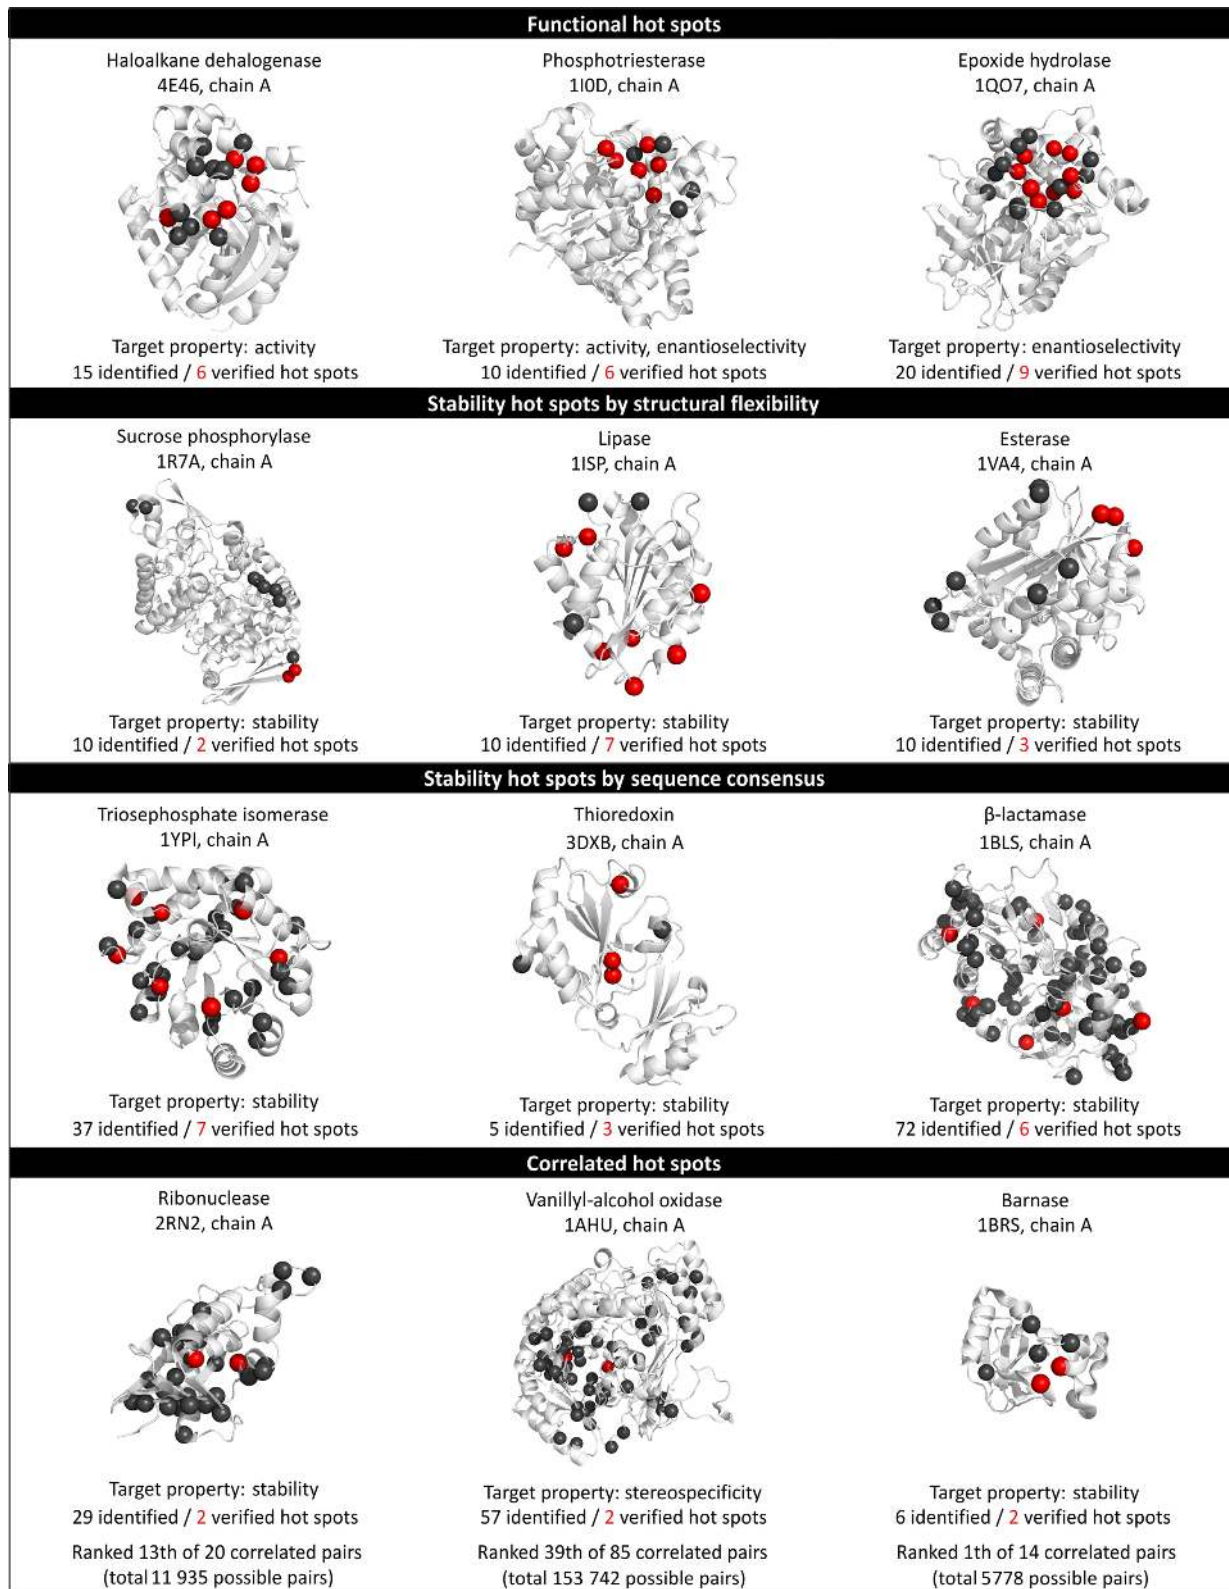 Functional hot spots
Haloalkane dehalogenase
4E46, chain A
Target property: activity
15 identified / 6 verified hot spots
Phosphotriesterase
1I0D, chain A
Target property: activity, enantioselectivity
10 identified / 6 verified hot spots
Epoxide hydrolase
1QO7, chain A
Target property: enantioselectivity
20 identified / 9 verified hot spots
Stability hot spots by structural flexibility
Sucrose phosphorylase
1R7A, chain A
Target property: stability
10 identified / 2 verified hot spots
Lipase
1ISP, chain A
Target property: stability
10 identified / 7 verified hot spots
Esterase
1VA4, chain A
Target property: stability
10 identified / 3 verified hot spots
Stability hot spots by sequence consensus
Triosephosphate isomerase
1YPI, chain A
Target property: stability
37 identified / 7 verified hot spots
Thioredoxin
3DXB, chain A
Target property: stability
5 identified / 3 verified hot spots
β-lactamase
1BLS, chain A
Target property: stability
72 identified / 6 verified hot spots
Correlated hot spots
Ribonuclease
2RN2, chain A
Target property: stability
29 identified / 2 verified hot spots
Ranked 13th of 20 correlated pairs
(total 11 935 possible pairs)
Vanillyl-alcohol oxidase
1AHU, chain A
Target property: stereospecificity
57 identified / 2 verified hot spots
Ranked 39th of 85 correlated pairs
(total 153 742 possible pairs)
Barnase
1BRS, chain A
Target property: stability
6 identified / 2 verified hot spots
Ranked 1th of 14 correlated pairs
(total 5778 possible pairs)